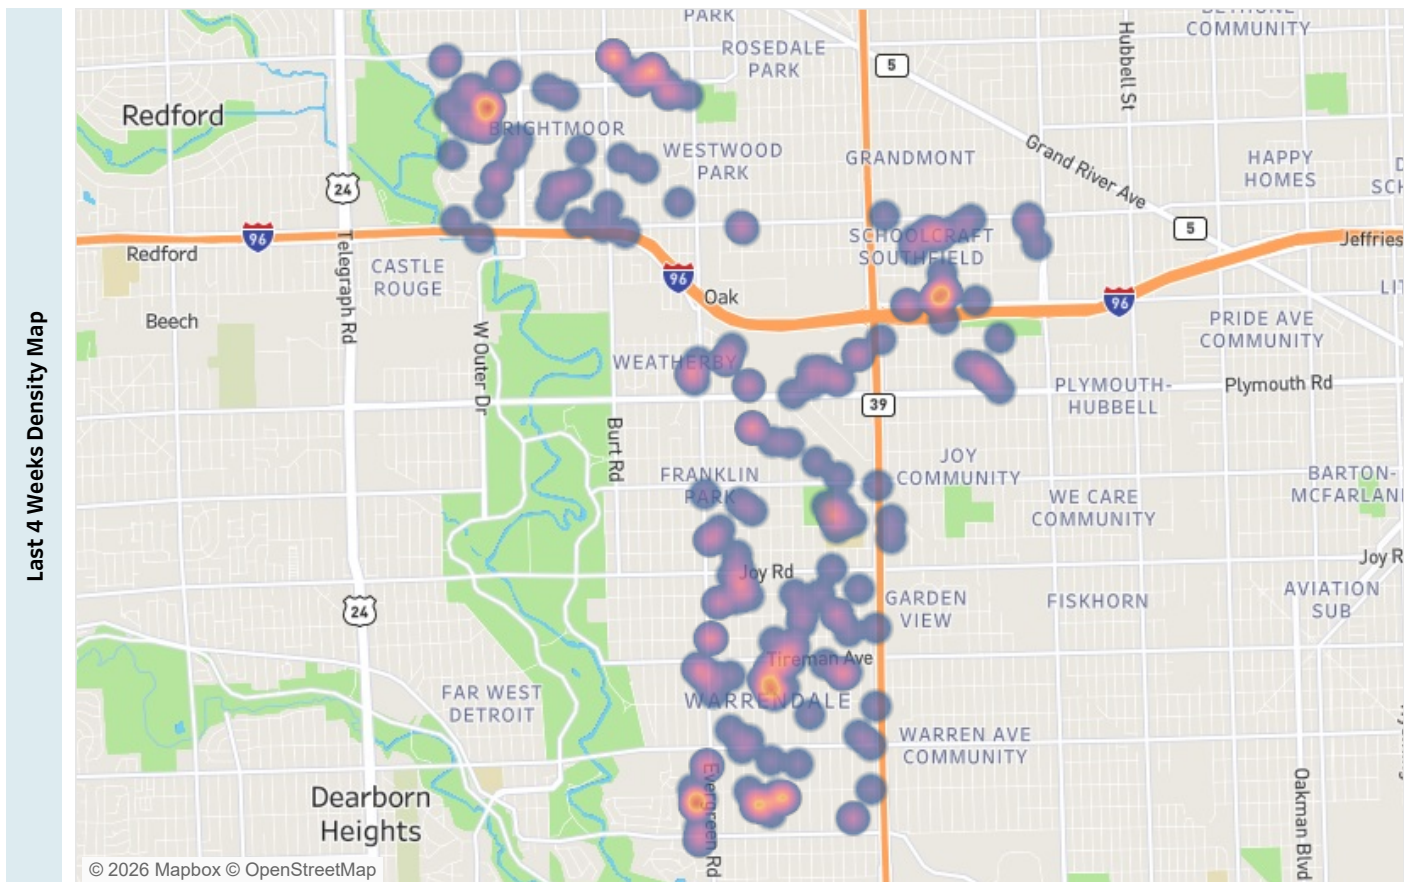 Last 4 Weeks Density Map
PARK
COMMUNITY
Hubbell St
ROSEDALE
PARK
5
Redford
BRIGHTMOOR
WESTWOOD
PARK
GRANDMONT
Grand River Ave
HAPPY
HOMES
24
5
96
Redford
Telegraph Rd
CASTLE
ROUGE
SCHOOLCRAFT
SOUTHFIELD
Jeffries
96
Oak
96
Beech
W Outer Dr
WEATHERBY
PRIDE AVE
COMMUNITY
PLYMOUTH-
HUBBELL
Plymouth Rd
39
Burt Rd
FRANKLIN
PARK
JOY
COMMUNITY
WE CARE
COMMUNITY
BARTON-
MCFARLAN
Joy Rd
Joy R
24
GARDEN
VIEW
FISKHORN
AVIATION
SUB
Tireman Ave
WARRENDALE
FAR WEST
DETROIT
WARREN AVE
COMMUNITY
Evergreen Rd
Oakman Blvd
Dearborn
Heights
© 2026 Mapbox © OpenStreetMap